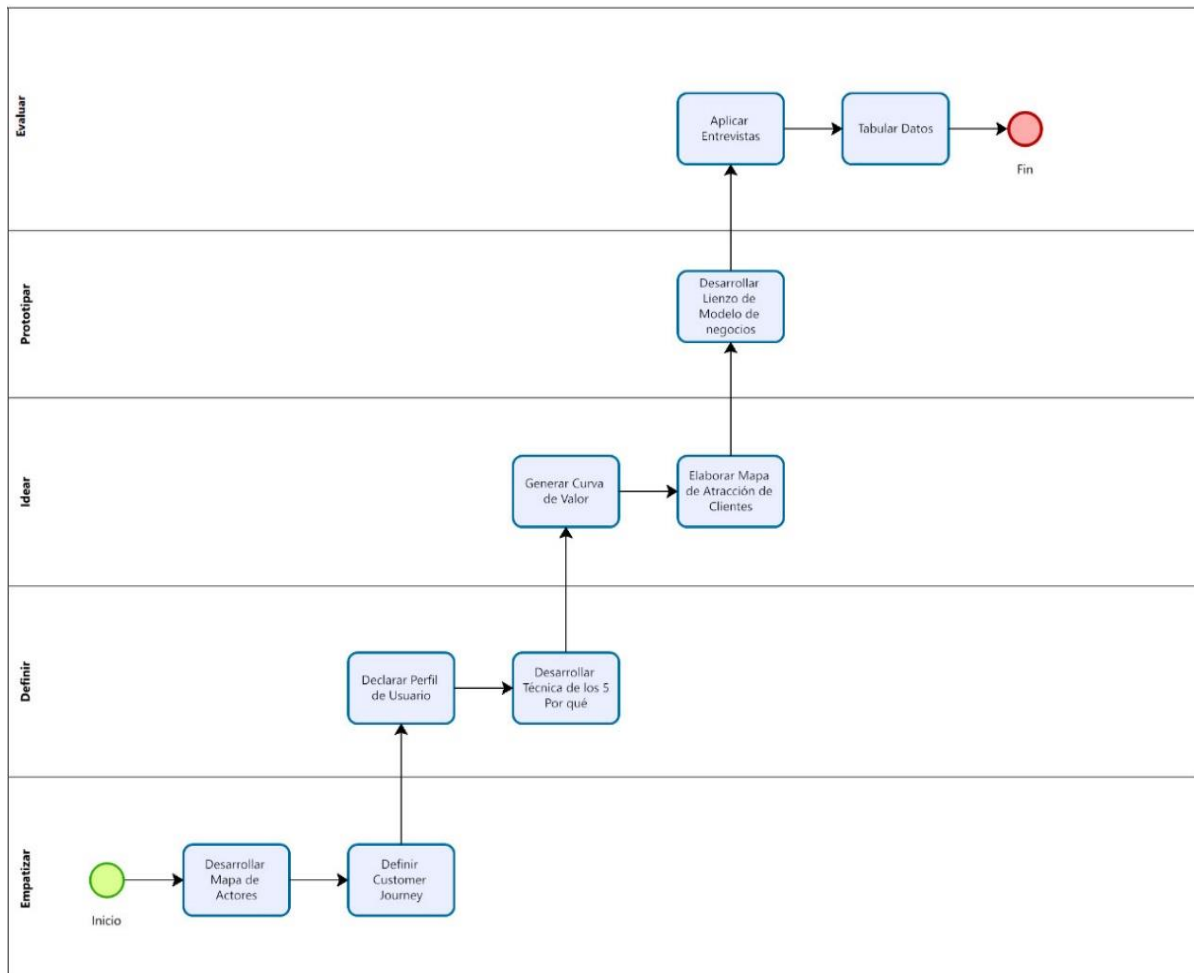 Evaluar
Aplicar
Entrevistas
Tabular Datos
Fin
Prototipar
Desarrollar
Lienzo de
Modelo de
negocios
Idear
Generar Curva
de Valor
Elaborar Mapa
de Atracción de
Clientes
Definir
Declarar Perfil
de Usuario
Desarrollar
Técnica de los 5
Por qué
Empatizar
Inicio
Desarrollar
Mapa de
Actores
Definir
Customer
Journey